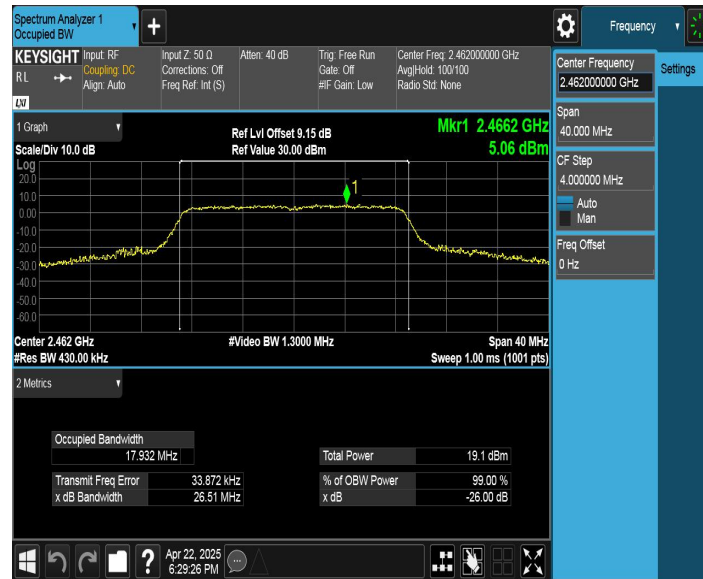 Spectrum Analyzer 1
Occupied BW
Frequency
KEYSIGHT
RL
LXI
Input: RF
Coupling: DC
Align: Auto
Input Z: 50 Ω
Corrections: Off
Freq Ref: Int (S)
Atten: 40 dB
Trig: Free Run
Gate: Off
#IF Gain: Low
Center Freq: 2.462000000 GHz
Avg|Hold: 100/100
Radio Std: None
Center Frequency
2.462000000 GHz
Settings
Span
40.000 MHz
CF Step
4.000000 MHz
Auto
Man
Freq Offset
0 Hz
1 Graph
Scale/Div 10.0 dB
Ref Lvl Offset 9.15 dB
Ref Value 30.00 dBm
Mkr1 2.4662 GHz
5.06 dBm
Log
20.0
10.0
0.00
-10.0
-20.0
-30.0
-40.0
-50.0
-60.0
1
Center 2.462 GHz
#Res BW 430.00 kHz
#Video BW 1.3000 MHz
Span 40 MHz
Sweep 1.00 ms (1001 pts)
2 Metrics
Occupied Bandwidth
17.932 MHz
Total Power 19.1 dBm
Transmit Freq Error 33.872 kHz
% of OBW Power 99.00 %
x dB Bandwidth 26.51 MHz
x dB -26.00 dB
?
Apr 22, 2025
6:29:26 PM